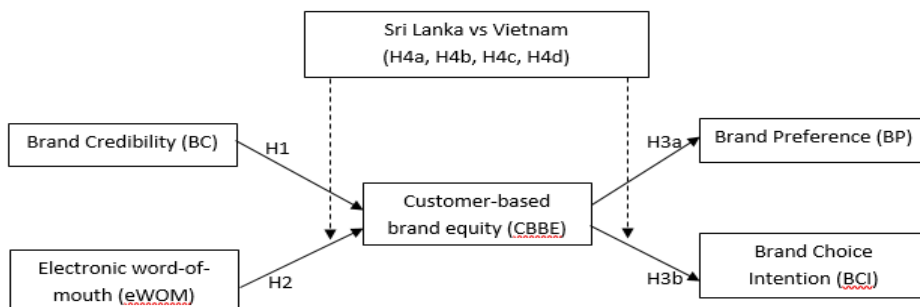 Sri Lanka vs Vietnam
(H4a, H4b, H4c, H4d)
Brand Credibility (BC)
H1
H3a
Brand Preference (BP)
Customer-based
brand equity (CBBE)
Electronic word-of-
mouth (eWOM)
H2
H3b
Brand Choice
Intention (BCI)